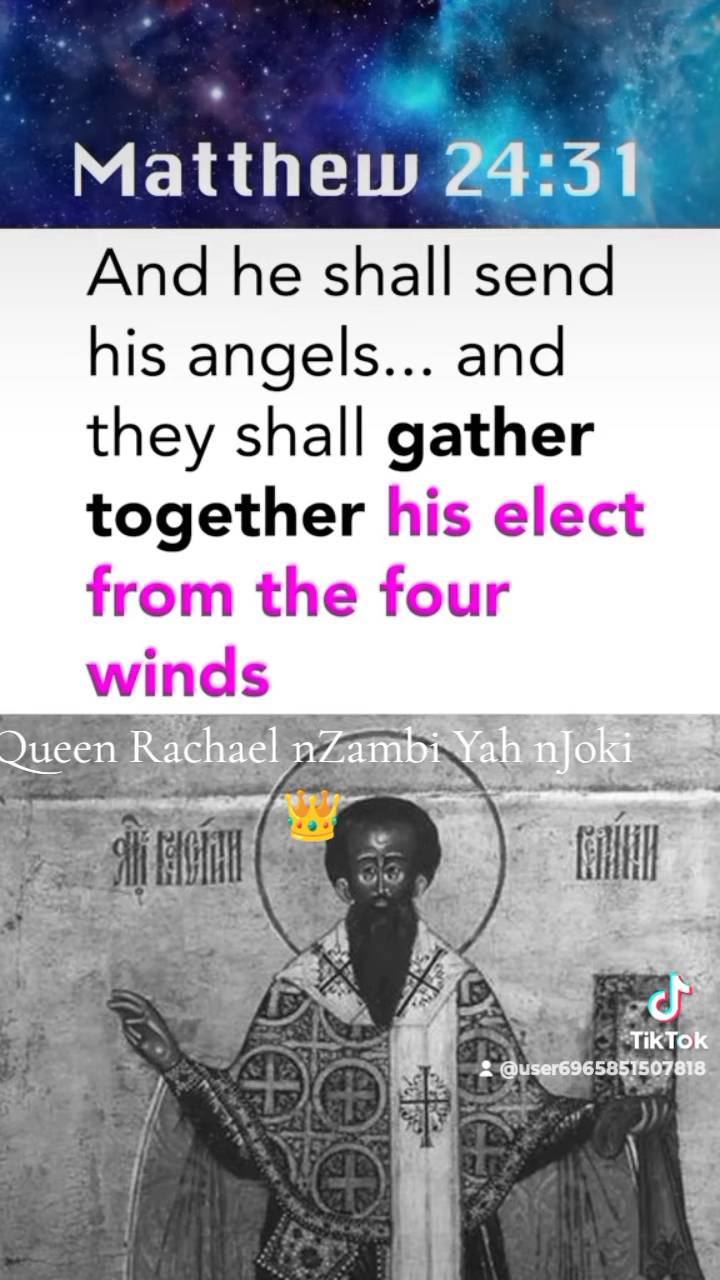 Matthew 24:31
And he shall send
his angels... and
they shall gather
together his elect
from the four
winds
Queen Rachael nZambi Yah nJoki
TikTok
@user6965851507818